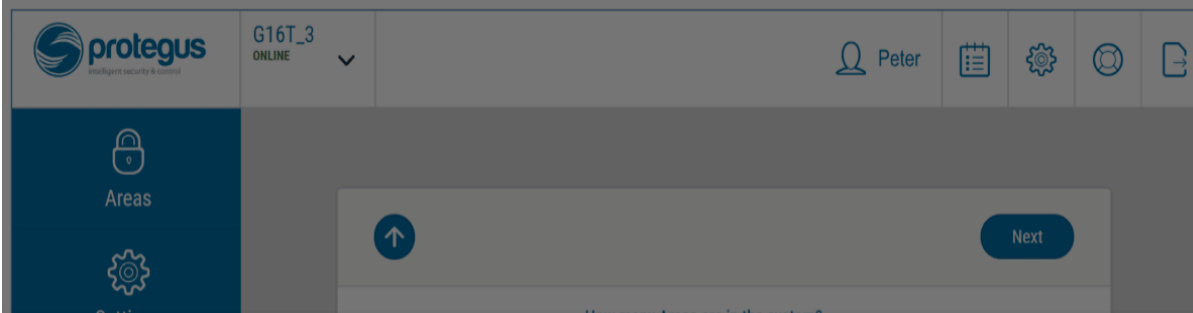 protegus
intelligent security & control
G16T_3
ONLINE
Peter
Areas
Next